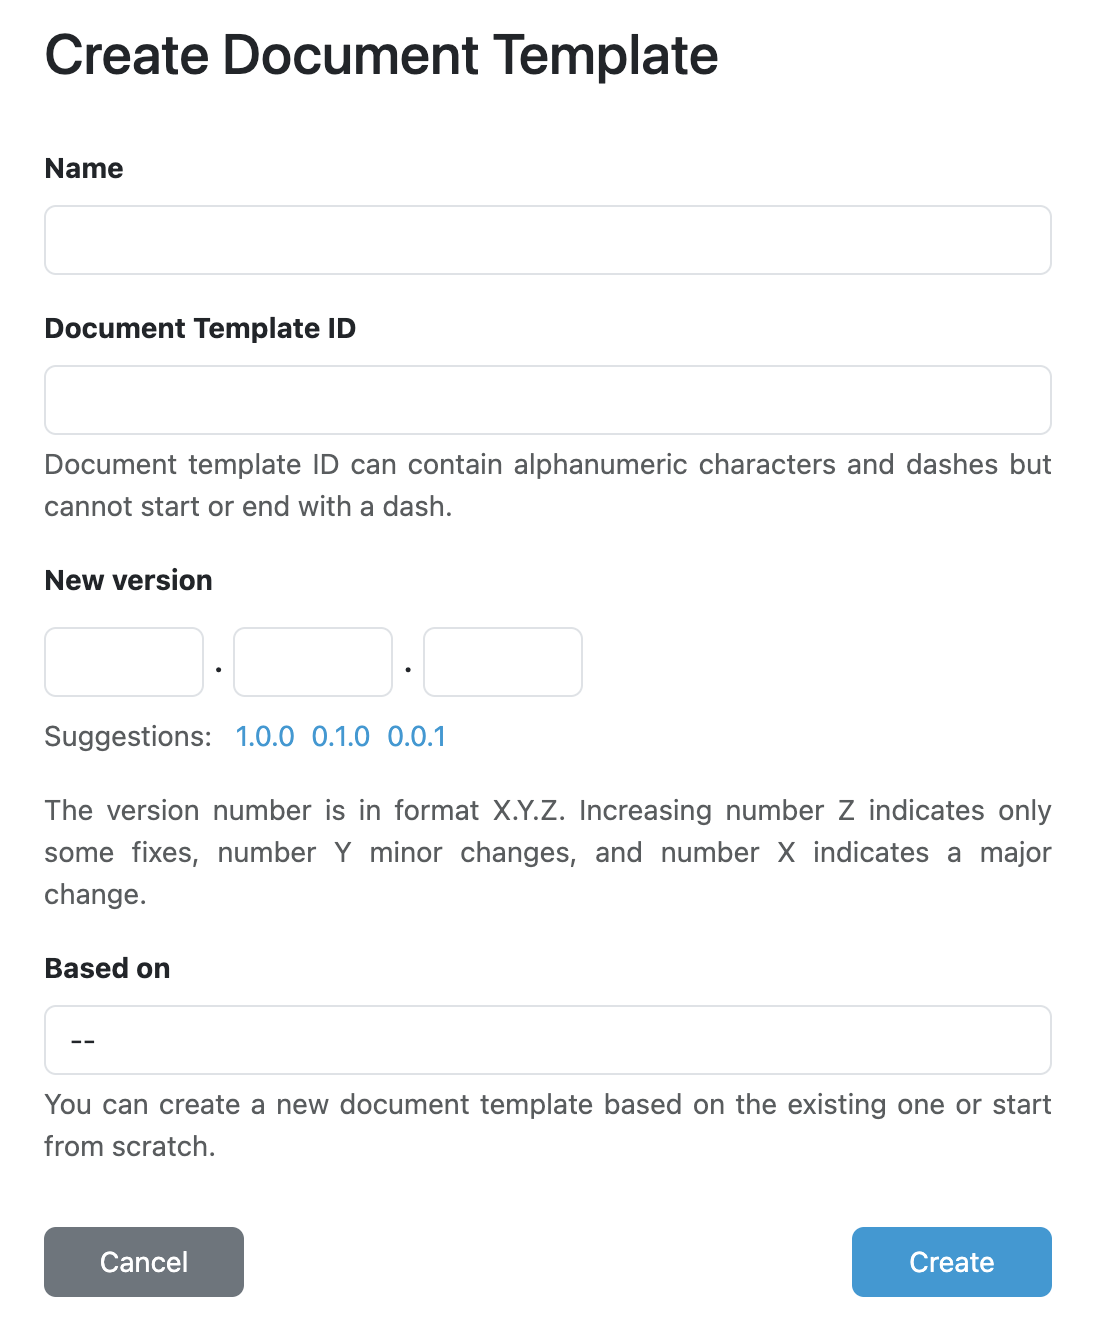 Create Document Template
Name
Document Template ID
Document template ID can contain alphanumeric characters and dashes but
cannot start or end with a dash.
New version
. .
Suggestions: 1.0.0 0.1.0 0.0.1
The version number is in format X.Y.Z. Increasing number Z indicates only
some fixes, number Y minor changes, and number X indicates a major
change.
Based on
--
You can create a new document template based on the existing one or start
from scratch.
Cancel Create